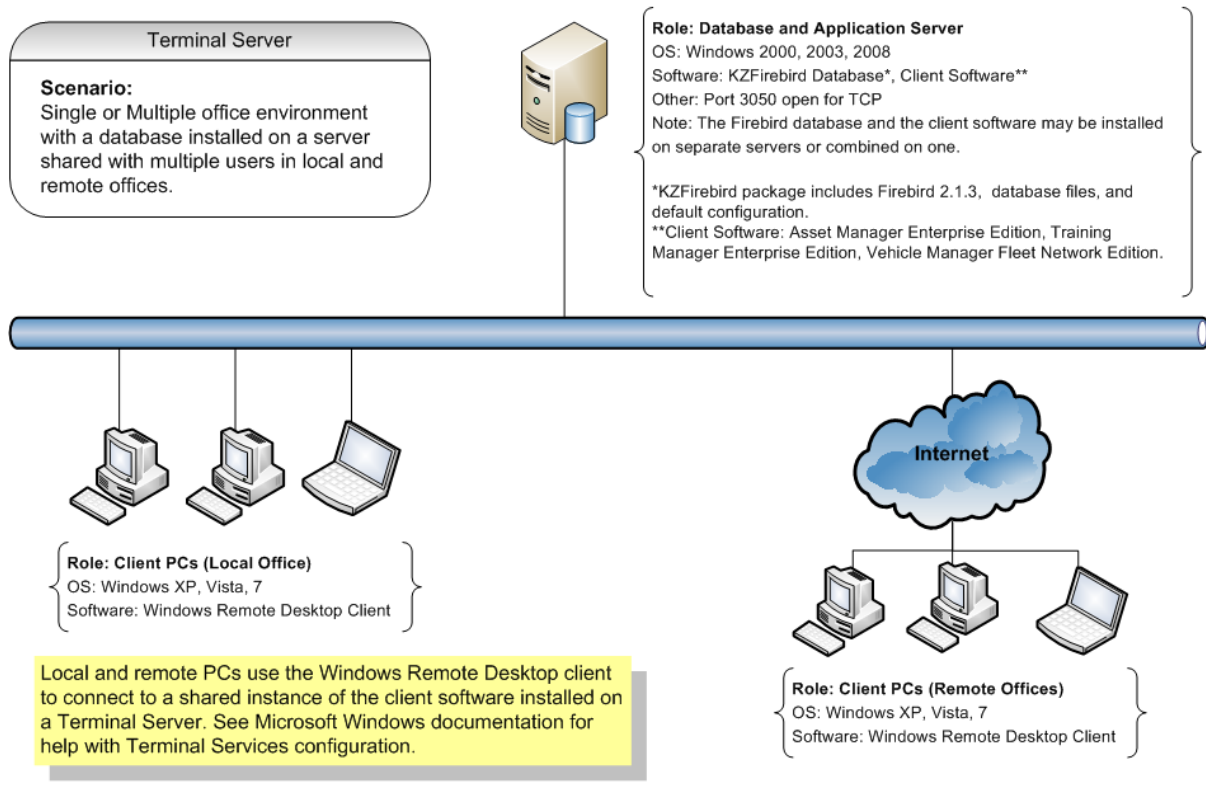 Terminal Server
Scenario:
Single or Multiple office environment
with a database installed on a server
shared with multiple users in local and
remote offices.
Role: Database and Application Server
OS: Windows 2000, 2003, 2008
Software: KZFirebird Database*, Client Software**
Other: Port 3050 open for TCP
Note: The Firebird database and the client software may be installed
on separate servers or combined on one.
*KZFirebird package includes Firebird 2.1.3, database files, and
default configuration.
**Client Software: Asset Manager Enterprise Edition, Training
Manager Enterprise Edition, Vehicle Manager Fleet Network Edition.
Internet
Role: Client PCs (Local Office)
OS: Windows XP, Vista, 7
Software: Windows Remote Desktop Client
Local and remote PCs use the Windows Remote Desktop client
to connect to a shared instance of the client software installed on
a Terminal Server. See Microsoft Windows documentation for
help with Terminal Services configuration.
Role: Client PCs (Remote Offices)
OS: Windows XP, Vista, 7
Software: Windows Remote Desktop Client